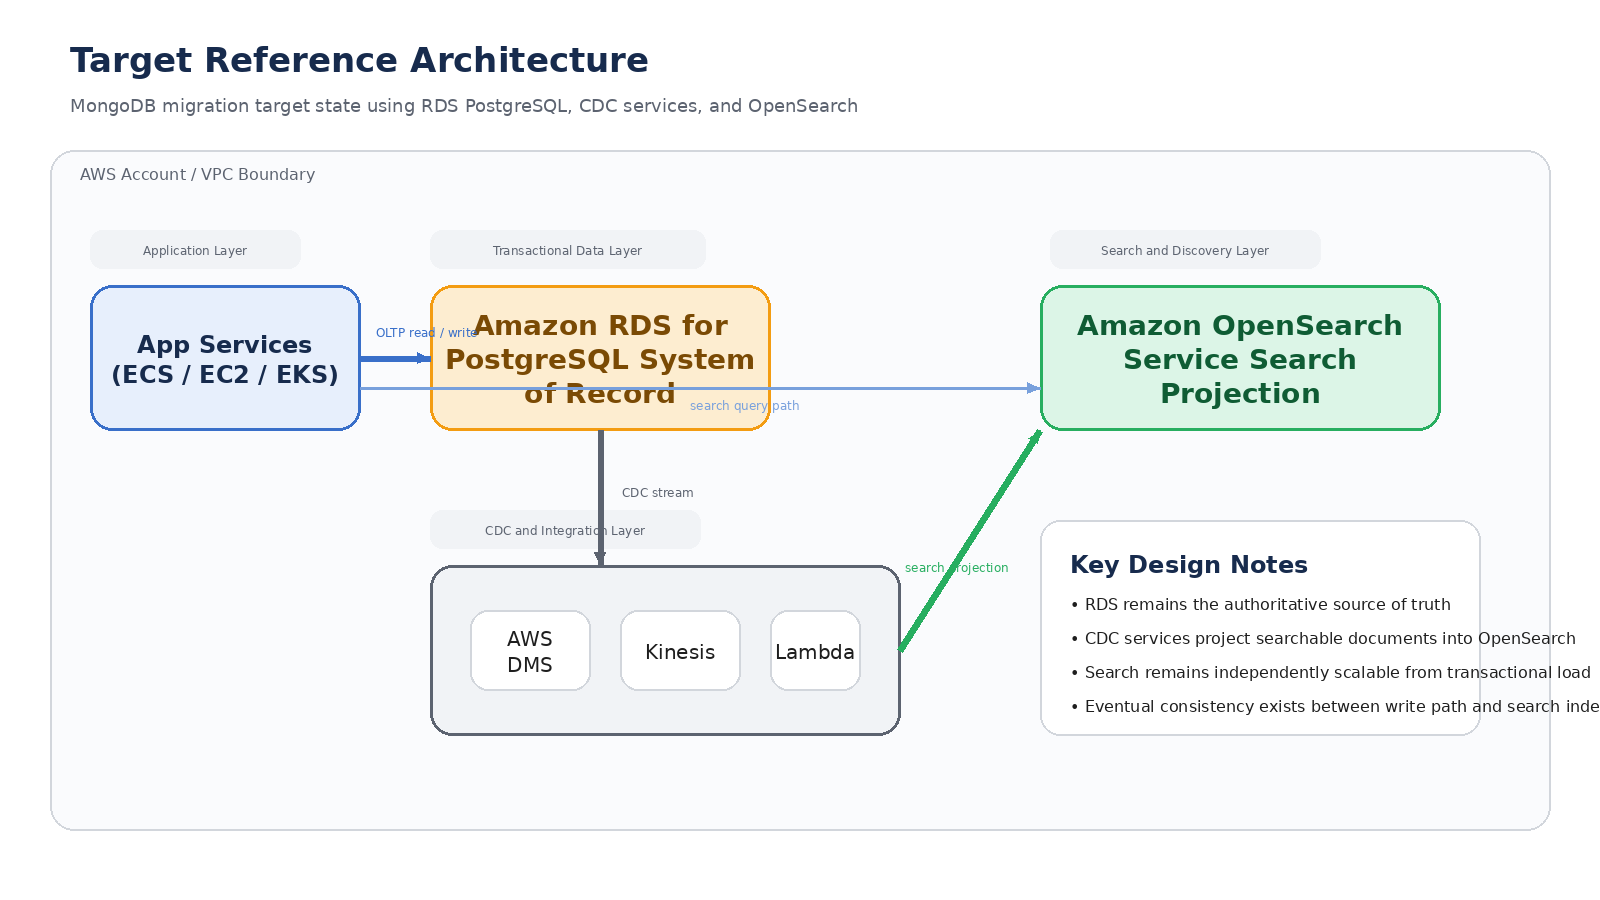 Target Reference Architecture
MongoDB migration target state using RDS PostgreSQL, CDC services, and OpenSearch
AWS Account / VPC Boundary
Application Layer
Transactional Data Layer
Search and Discovery Layer
App Services
(ECS / EC2 / EKS)
OLTP read / write
Amazon RDS for
PostgreSQL System
of Record
search query path
Amazon OpenSearch
Service Search
Projection
CDC stream
CDC and Integration Layer
AWS
DMS
Kinesis
Lambda
search projection
Key Design Notes
• RDS remains the authoritative source of truth
• CDC services project searchable documents into OpenSearch
• Search remains independently scalable from transactional load
• Eventual consistency exists between write path and search inde